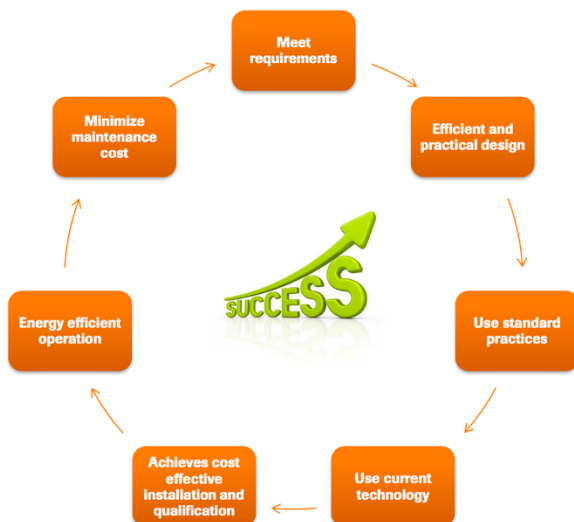 Meet
requirements
Efficient and
practical design
Use standard
practices
Use current
technology
Achieves cost
effective
installation and
qualification
Energy efficient
operation
Minimize
maintenance
cost
SUCCESS